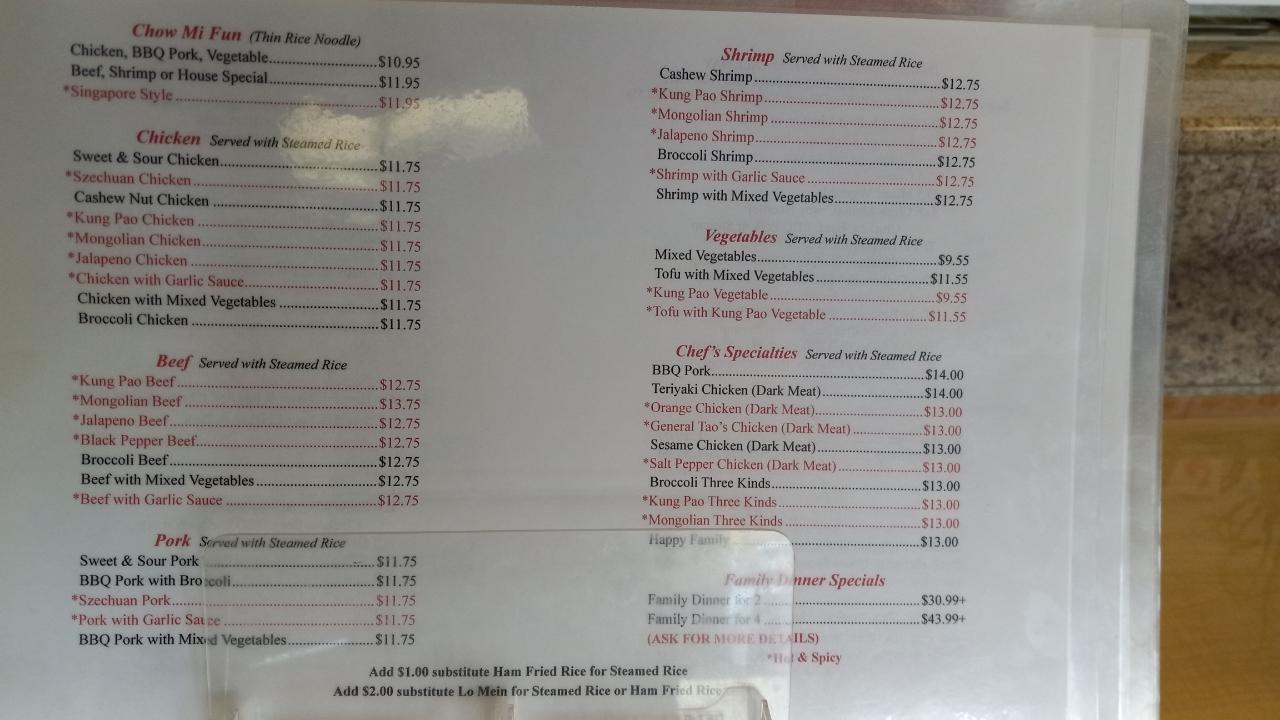 Chow Mi Fun (Thin Rice Noodle)
Chicken, BBQ Pork, Vegetable..........$10.95
Beef, Shrimp or House Special..........$11.95
*Singapore Style..........$11.95
Chicken Served with Steamed Rice
Sweet & Sour Chicken..........$11.75
*Szechuan Chicken..........$11.75
Cashew Nut Chicken..........$11.75
*Kung Pao Chicken..........$11.75
*Mongolian Chicken..........$11.75
*Jalapeno Chicken..........$11.75
*Chicken with Garlic Sauce..........$11.75
Chicken with Mixed Vegetables..........$11.75
Broccoli Chicken..........$11.75
Beef Served with Steamed Rice
*Kung Pao Beef..........$12.75
*Mongolian Beef..........$13.75
*Jalapeno Beef..........$12.75
*Black Pepper Beef..........$12.75
Broccoli Beef..........$12.75
Beef with Mixed Vegetables..........$12.75
*Beef with Garlic Sauce..........$12.75
Pork Served with Steamed Rice
Sweet & Sour Pork..........$11.75
BBQ Pork with Broccoli..........$11.75
*Szechuan Pork..........$11.75
*Pork with Garlic Sauce..........$11.75
BBQ Pork with Mixed Vegetables..........$11.75
Shrimp Served with Steamed Rice
Cashew Shrimp..........$12.75
*Kung Pao Shrimp..........$12.75
*Mongolian Shrimp..........$12.75
*Jalapeno Shrimp..........$12.75
Broccoli Shrimp..........$12.75
*Shrimp with Garlic Sauce..........$12.75
Shrimp with Mixed Vegetables..........$12.75
Vegetables Served with Steamed Rice
Mixed Vegetables..........$9.55
Tofu with Mixed Vegetables..........$11.55
*Kung Pao Vegetable..........$9.55
*Tofu with Kung Pao Vegetable..........$11.55
Chef's Specialties Served with Steamed Rice
BBQ Pork..........$14.00
Teriyaki Chicken (Dark Meat)..........$14.00
*Orange Chicken (Dark Meat)..........$13.00
*General Tao's Chicken (Dark Meat)..........$13.00
Sesame Chicken (Dark Meat)..........$13.00
*Salt Pepper Chicken (Dark Meat)..........$13.00
Broccoli Three Kinds..........$13.00
*Kung Pao Three Kinds..........$13.00
*Mongolian Three Kinds..........$13.00
Happy Family..........$13.00
Family Dinner Specials
Family Dinner for 2..........$30.99+
Family Dinner for 4..........$43.99+
(ASK FOR MORE DETAILS)
*Hot & Spicy
Add $1.00 substitute Ham Fried Rice for Steamed Rice
Add $2.00 substitute Lo Mein for Steamed Rice or Ham Fried Rice